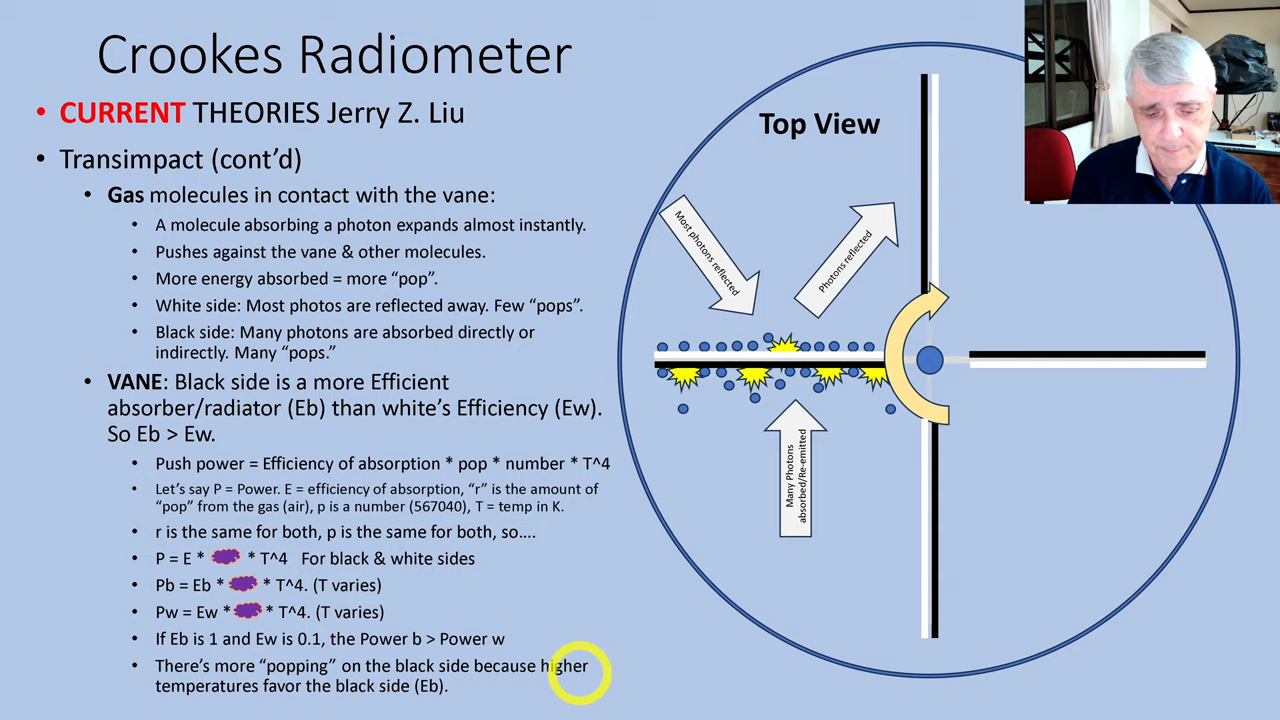 Crookes Radiometer
• CURRENT THEORIES Jerry Z. Liu
• Transimpact (cont’d)
• Gas molecules in contact with the vane:
• A molecule absorbing a photon expands almost instantly.
• Pushes against the vane & other molecules.
• More energy absorbed = more “pop”.
• White side: Most photos are reflected away. Few “pops”.
• Black side: Many photons are absorbed directly or
indirectly. Many “pops.”
• VANE: Black side is a more Efficient
absorber/radiator (Eb) than white’s Efficiency (Ew).
So Eb > Ew.
• Push power = Efficiency of absorption * pop * number * T^4
• Let’s say P = Power. E = efficiency of absorption, “r” is the amount of
“pop” from the gas (air), p is a number (567040), T = temp in K.
• r is the same for both, p is the same for both, so….
• P = E * * T^4 For black & white sides
• Pb = Eb * * T^4. (T varies)
• Pw = Ew * * T^4. (T varies)
• If Eb is 1 and Ew is 0.1, the Power b > Power w
• There’s more “popping” on the black side because higher
temperatures favor the black side (Eb).
Top View
Most photons reflected
Photons reflected
Many Photons
absorbed/Re-emitted